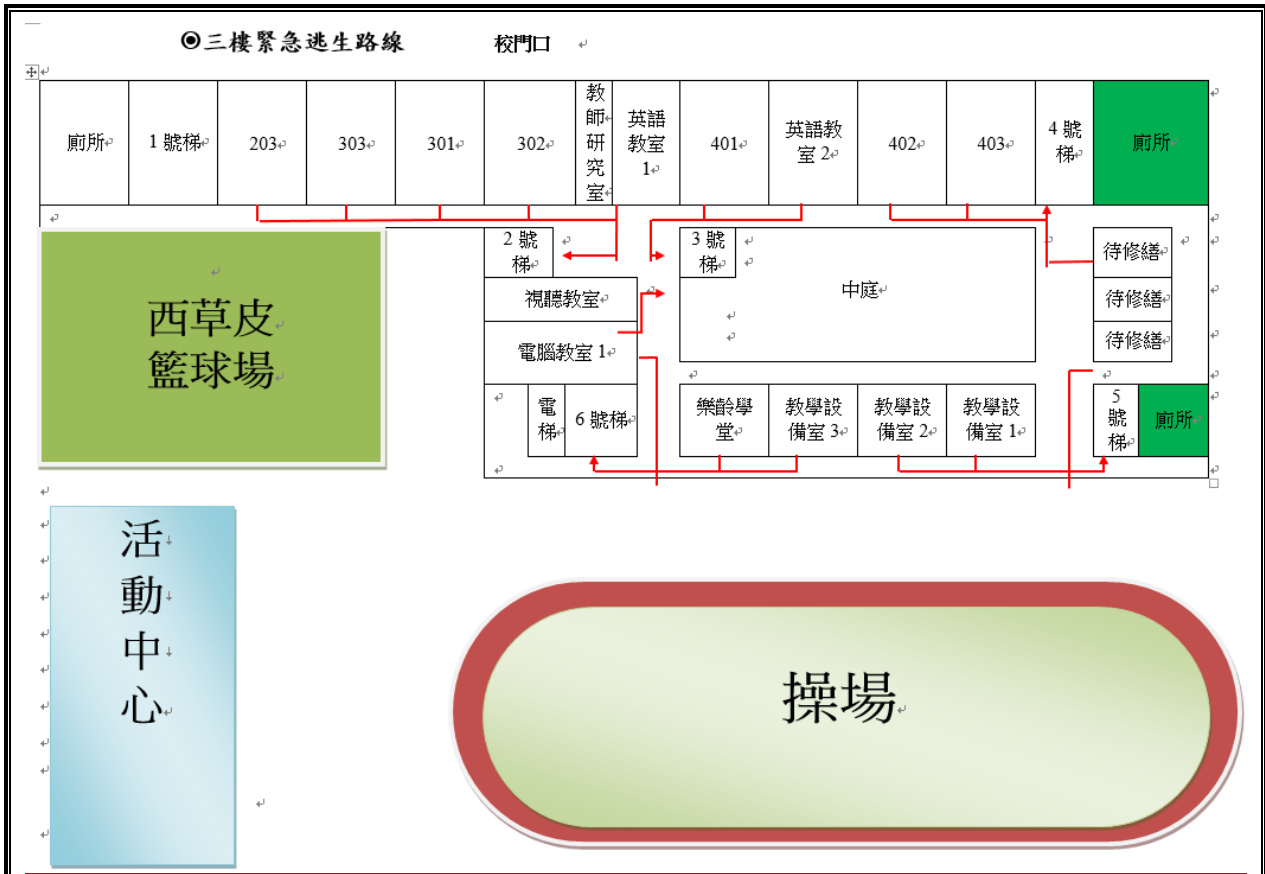 ◉三樓緊急逃生路線 校門口
廁所
1 號梯
203
303
301
302
教
師
研
究
室
英語
教室
1
401
英語教
室 2
402
403
4 號
梯
廁所
2 號
梯
3 號
梯
中庭
待修繕
視聽教室
待修繕
電腦教室 1
待修繕
西草皮
籃球場
電
梯
6 號梯
樂齡學
堂
教學設
備室 3
教學設
備室 2
教學設
備室 1
5
號
梯
廁所
活
動
中
心
操場